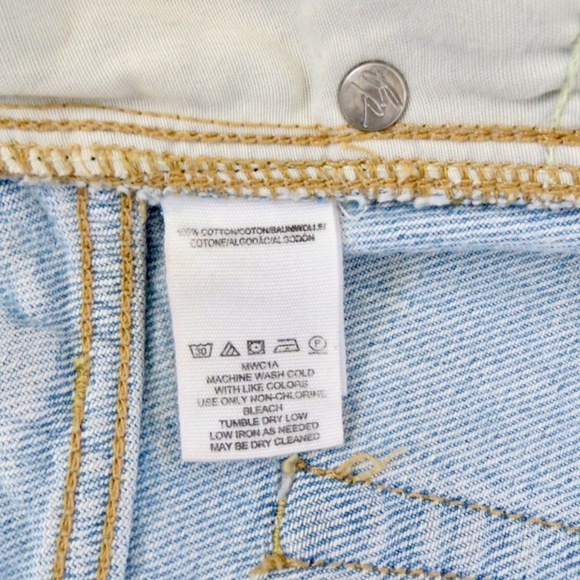 100% COTTON/COTON/BAUMWOLLE/
COTONE/ALGODÃO/ALGODÓN
30 P
MWC1A
MACHINE WASH COLD
WITH LIKE COLORS
USE ONLY NON-CHLORINE
BLEACH
TUMBLE DRY LOW
LOW IRON AS NEEDED
MAY BE DRY CLEANED